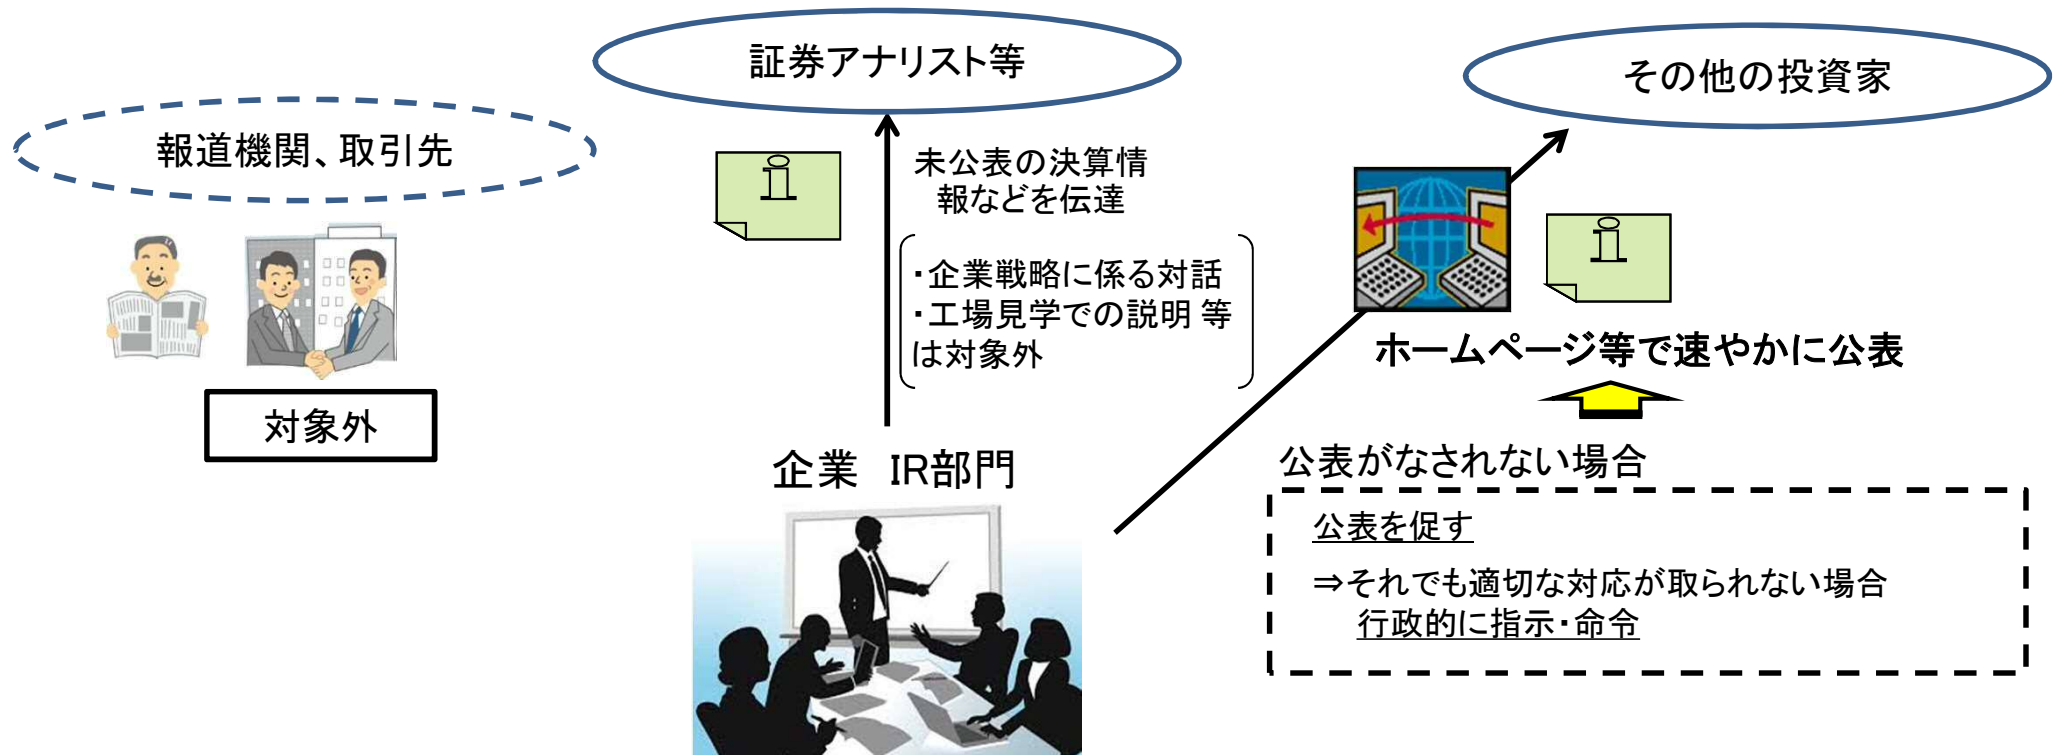 証券アナリスト等
その他の投資家
報道機関、取引先
対象外
i
未公表の決算情
報などを伝達
・企業戦略に係る対話
・工場見学での説明 等
は対象外
企業 IR部門
i
ホームページ等で速やかに公表
公表がなされない場合
公表を促す
⇒それでも適切な対応が取られない場合
行政的に指示・命令